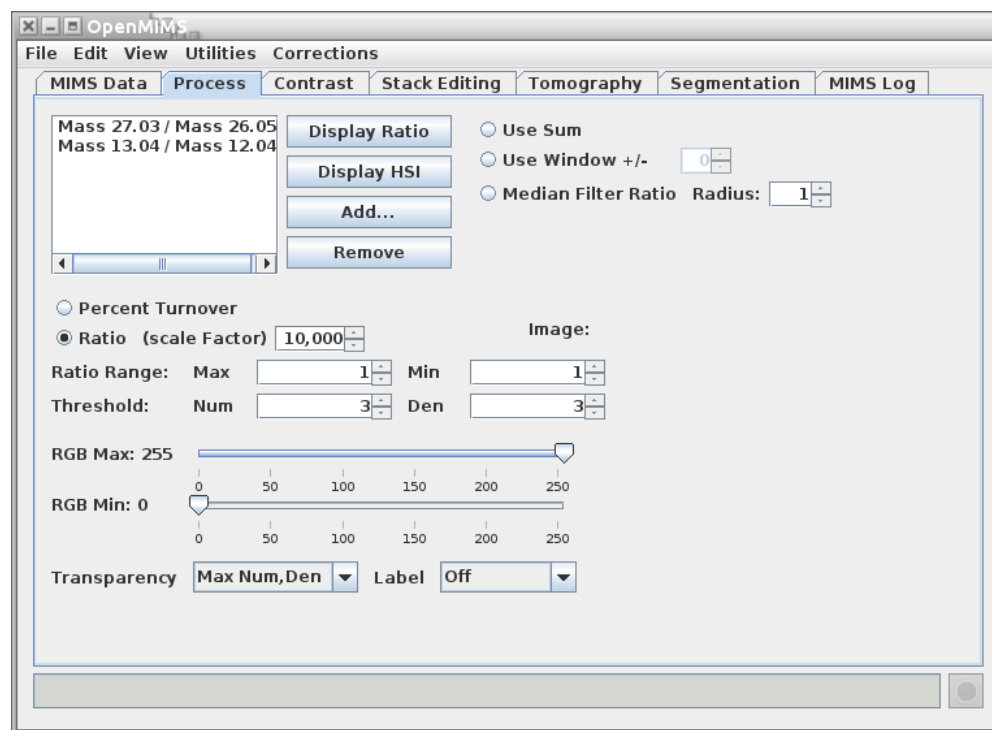 OpenMIMS
File Edit View Utilities Corrections
MIMS Data Process Contrast Stack Editing Tomography Segmentation MIMS Log
Mass 27.03 / Mass 26.05
Mass 13.04 / Mass 12.04
Display Ratio
Display HSI
Add...
Remove
Use Sum
Use Window +/- 0
Median Filter Ratio Radius: 1
Percent Turnover
Ratio (scale Factor) 10,000
Image:
Ratio Range: Max 1 Min 1
Threshold: Num 3 Den 3
RGB Max: 255
0 50 100 150 200 250
RGB Min: 0
0 50 100 150 200 250
Transparency Max Num,Den Label Off